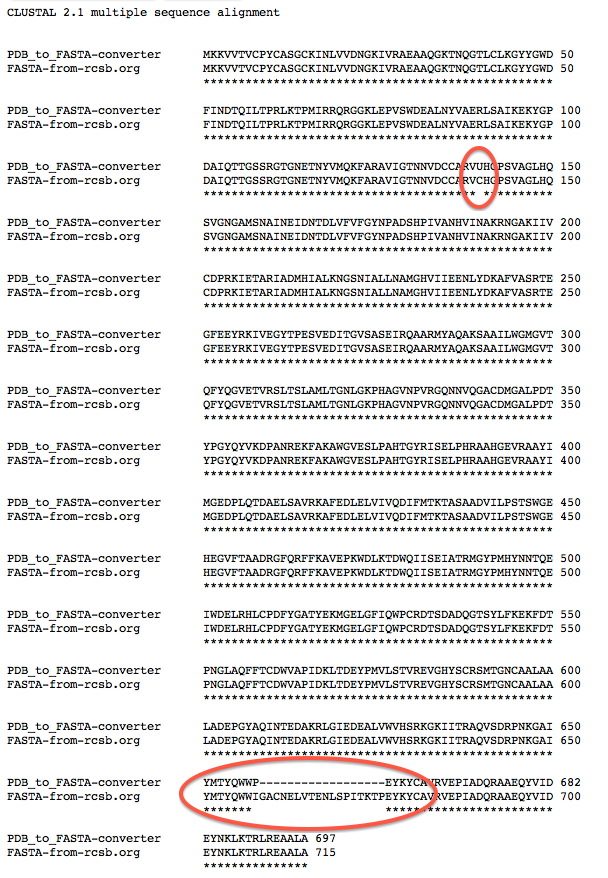 CLUSTAL 2.1 multiple sequence alignment
PDB_to_FASTA-converter MKKVVTVCPYCASGCKINLVVDNGKIVRAEAAQGKTNQGTLCLKGYYGWD 50
FASTA-from-rcsb.org MKKVVTVCPYCASGCKINLVVDNGKIVRAEAAQGKTNQGTLCLKGYYGWD 50
**************************************************
PDB_to_FASTA-converter FINDTQILTPRLKTPMIRRQRGGKLEPVSWDEALNYVAERLSAIKEKYGP 100
FASTA-from-rcsb.org FINDTQILTPRLKTPMIRRQRGGKLEPVSWDEALNYVAERLSAIKEKYGP 100
**************************************************
PDB_to_FASTA-converter DAIQTTGSSRGTGNETNYVMQKFARAVIGTNNVDCCARVUHGPSVAGLHQ 150
FASTA-from-rcsb.org DAIQTTGSSRGTGNETNYVMQKFARAVIGTNNVDCCARVCHGPSVAGLHQ 150
*************************************** **********
PDB_to_FASTA-converter SVGNGAMSNAINEIDNTDLVFVFGYNPADSHPIVANHVINAKRNGAKIIV 200
FASTA-from-rcsb.org SVGNGAMSNAINEIDNTDLVFVFGYNPADSHPIVANHVINAKRNGAKIIV 200
**************************************************
PDB_to_FASTA-converter CDPRKIETARIADMHIALKNGSNIALLNAMGHVIIEENLYDKAFVASRTE 250
FASTA-from-rcsb.org CDPRKIETARIADMHIALKNGSNIALLNAMGHVIIEENLYDKAFVASRTE 250
**************************************************
PDB_to_FASTA-converter GFEEYRKIVEGYTPESVEDITGVSASEIRQAARMYAQAKSAAILWGMGVT 300
FASTA-from-rcsb.org GFEEYRKIVEGYTPESVEDITGVSASEIRQAARMYAQAKSAAILWGMGVT 300
**************************************************
PDB_to_FASTA-converter QFYQGVETVRSLTSLAMLTGNLGKPHAGVNPVRGQNNVQGACDMGALPDT 350
FASTA-from-rcsb.org QFYQGVETVRSLTSLAMLTGNLGKPHAGVNPVRGQNNVQGACDMGALPDT 350
**************************************************
PDB_to_FASTA-converter YPGYQYVKDPANREKFAKAWGVESLPAHTGYRISELPHRAAHGEVRAAYI 400
FASTA-from-rcsb.org YPGYQYVKDPANREKFAKAWGVESLPAHTGYRISELPHRAAHGEVRAAYI 400
**************************************************
PDB_to_FASTA-converter MGEDPLQTDAELSAVRKAFEDLELVIVQDIFMTKTASAADVILPSTSWGE 450
FASTA-from-rcsb.org MGEDPLQTDAELSAVRKAFEDLELVIVQDIFMTKTASAADVILPSTSWGE 450
**************************************************
PDB_to_FASTA-converter HEGVFTAADRGFQRFFKAVEPKWDLKTDWQIISEIATRMGYPMHYNNTQE 500
FASTA-from-rcsb.org HEGVFTAADRGFQRFFKAVEPKWDLKTDWQIISEIATRMGYPMHYNNTQE 500
**************************************************
PDB_to_FASTA-converter IWDELRHLCPDFYGATYEKMGELGFIQWPCRDTSDADQGTSYLFKEKFDT 550
FASTA-from-rcsb.org IWDELRHLCPDFYGATYEKMGELGFIQWPCRDTSDADQGTSYLFKEKFDT 550
**************************************************
PDB_to_FASTA-converter PNGLAQFFTCDWVAPIDKLTDEYPMVLSTVREVGHYSCRSMTGNCAALAA 600
FASTA-from-rcsb.org PNGLAQFFTCDWVAPIDKLTDEYPMVLSTVREVGHYSCRSMTGNCAALAA 600
**************************************************
PDB_to_FASTA-converter LADEPGYAQINTEDAKRLGIEDEALVWVHSRKGKIITRAQVSDRPNKGAI 650
FASTA-from-rcsb.org LADEPGYAQINTEDAKRLGIEDEALVWVHSRKGKIITRAQVSDRPNKGAI 650
**************************************************
PDB_to_FASTA-converter YMTYQWWP------------------EYKYCAVRVEPIADQRAAEQYVID 682
FASTA-from-rcsb.org YMTYQWWIGACNELVTENLSPITKTPEYKYCAVRVEPIADQRAAEQYVID 700
*******                   ************************
PDB_to_FASTA-converter EYNKLKTRLREAALA 697
FASTA-from-rcsb.org EYNKLKTRLREAALA 715
***************